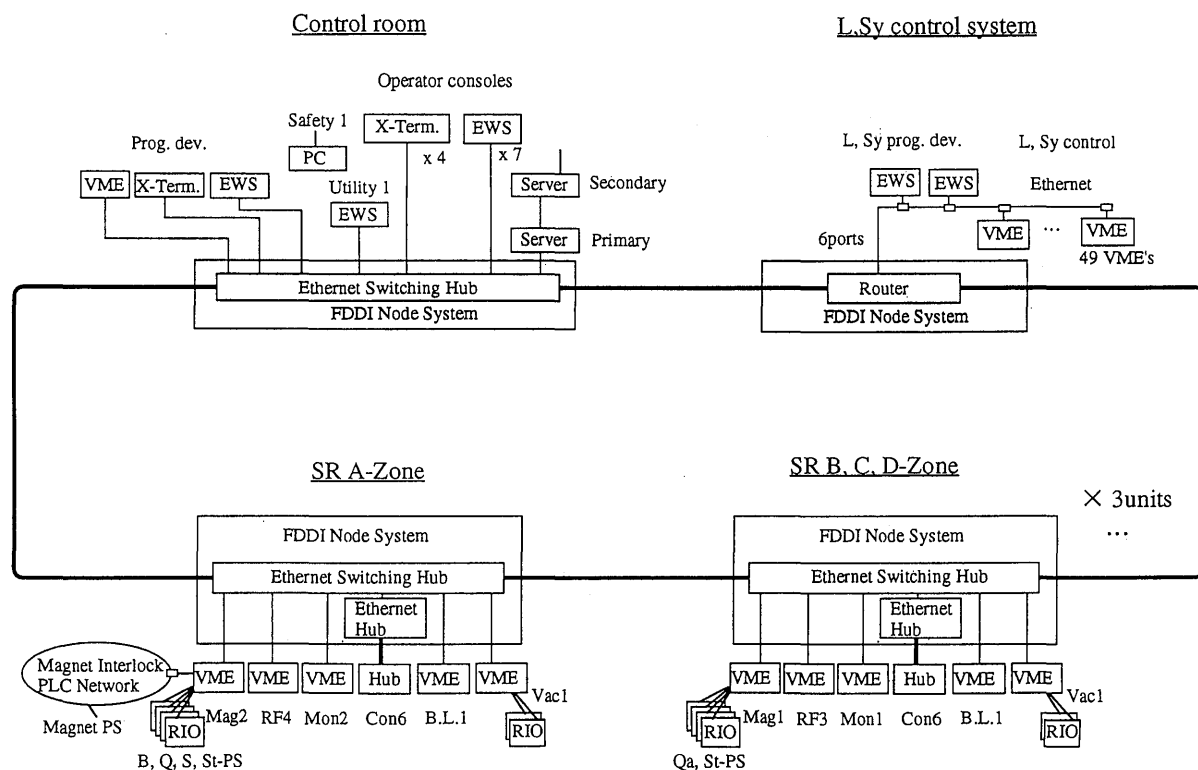 Control room
L,Sy control system
Operator consoles
Safety 1
X-Term.
EWS
Prog. dev.
PC
x 4
x 7
L, Sy prog. dev.
L, Sy control
VME
X-Term.
EWS
Utility 1
Server
Secondary
EWS
EWS
Ethernet
EWS
Server
Primary
6ports
VME
...
VME
49 VME's
Ethernet Switching Hub
Router
FDDI Node System
FDDI Node System
SR A-Zone
SR B, C, D-Zone
× 3units
...
FDDI Node System
FDDI Node System
Ethernet Switching Hub
Ethernet Switching Hub
Ethernet
Hub
Ethernet
Hub
Magnet Interlock
PLC Network
VME
VME
VME
Hub
VME
VME
VME
VME
VME
Hub
VME
VME
Magnet PS
Mag2
RF4
Mon2
Con6
B.L.1
Vac1
Mag1
RF3
Mon1
Con6
B.L.1
Vac1
RIO
RIO
RIO
RIO
B, Q, S, St-PS
Qa, St-PS